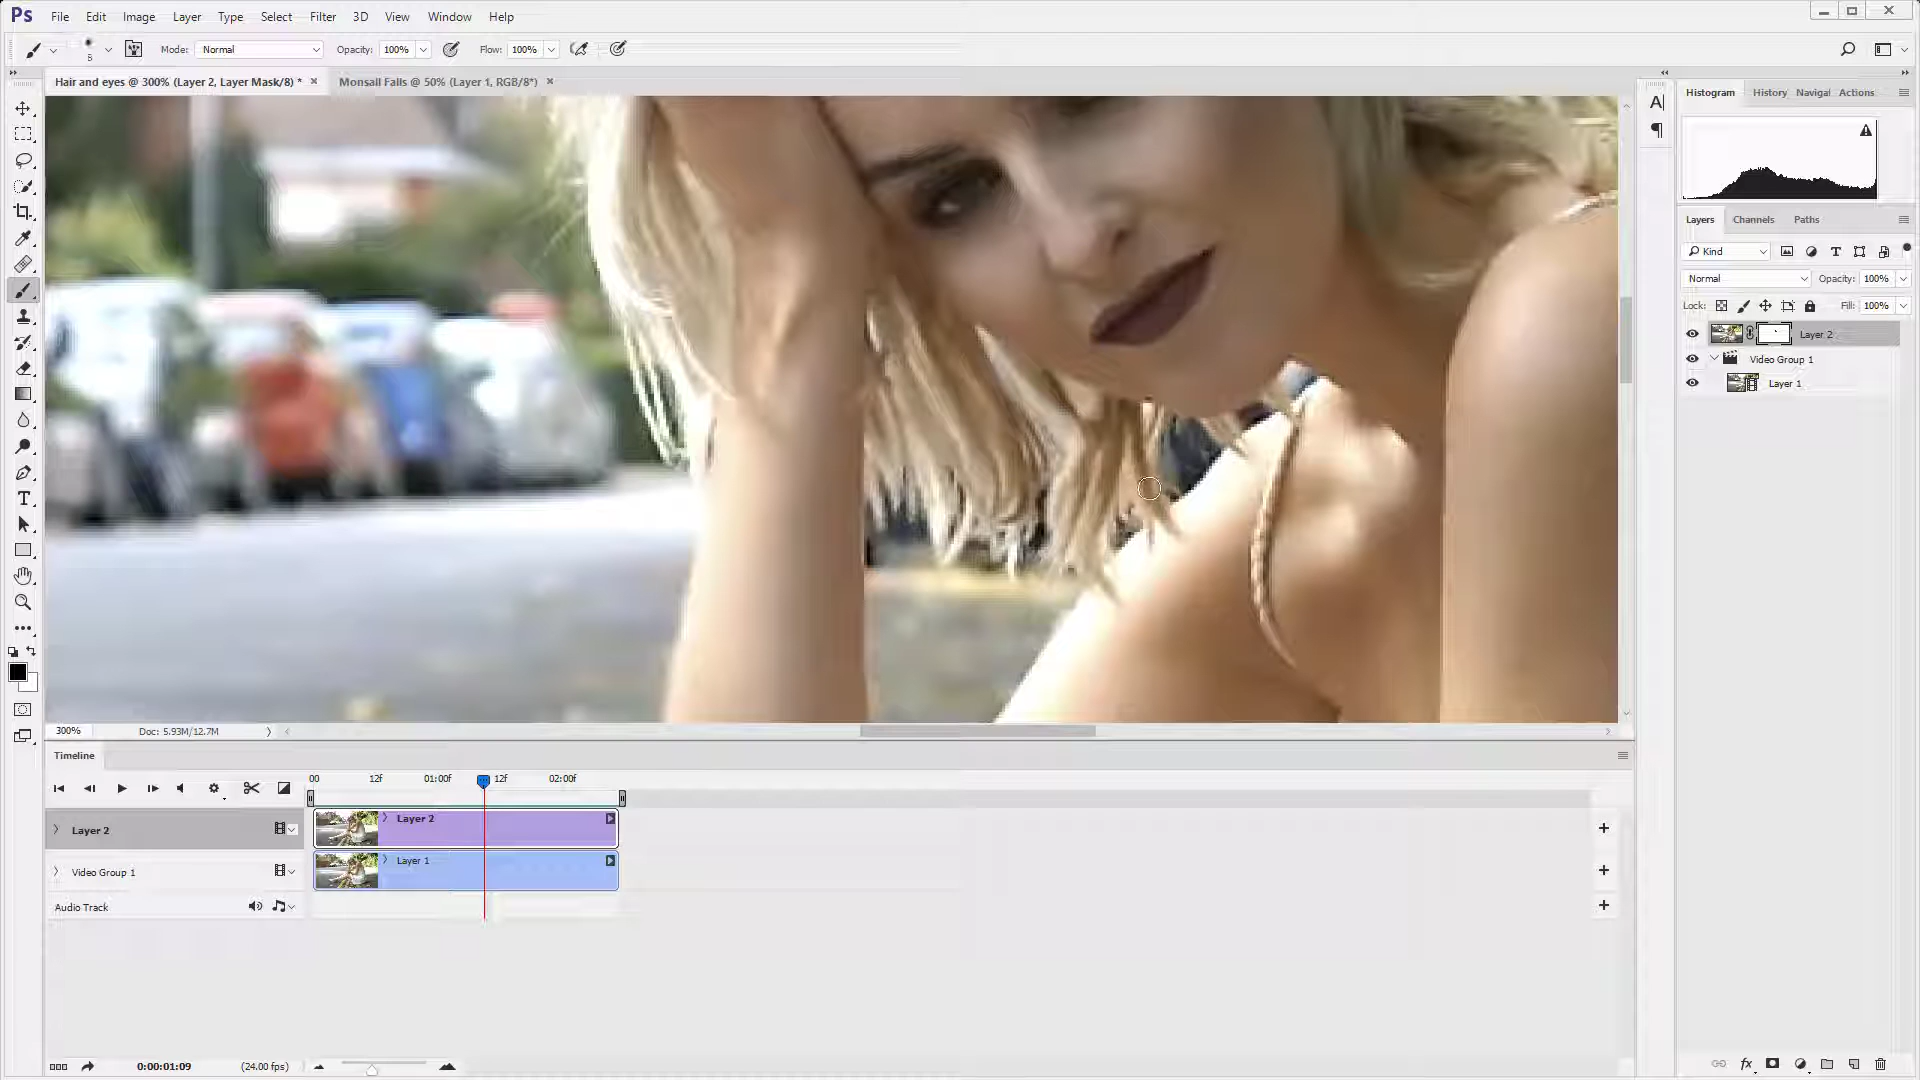 Ps File Edit Image Layer Type Select Filter 3D View Window Help
8 Mode: Normal Opacity: 100% Flow: 100%
Hair and eyes @ 300% (Layer 2, Layer Mask/8) * Monsall Falls @ 50% (Layer 1, RGB/8*)
Histogram History Navigat Actions
Layers Channels Paths
Kind
Normal Opacity: 100%
Lock: Fill: 100%
Layer 2
Video Group 1
Layer 1
300% Doc: 5.93M/12.7M
Timeline
00 12f 01:00f 12f 02:00f
Layer 2 Layer 2
Layer 1
Video Group 1
Audio Track
0:00:01:09 (24.00 fps)